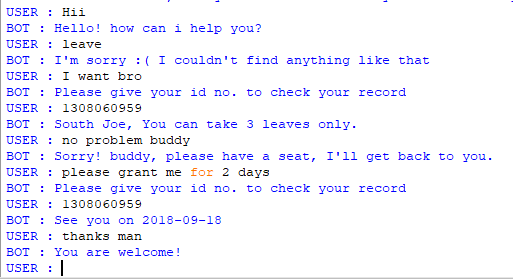 USER : Hii
BOT : Hello! how can i help you?
USER : leave
BOT : I'm sorry :( I couldn't find anything like that
USER : I want bro
BOT : Please give your id no. to check your record
USER : 1308060959
BOT : South Joe, You can take 3 leaves only.
USER : no problem buddy
BOT : Sorry! buddy, please have a seat, I'll get back to you.
USER : please grant me for 2 days
BOT : Please give your id no. to check your record
USER : 1308060959
BOT : See you on 2018-09-18
USER : thanks man
BOT : You are welcome!
USER :